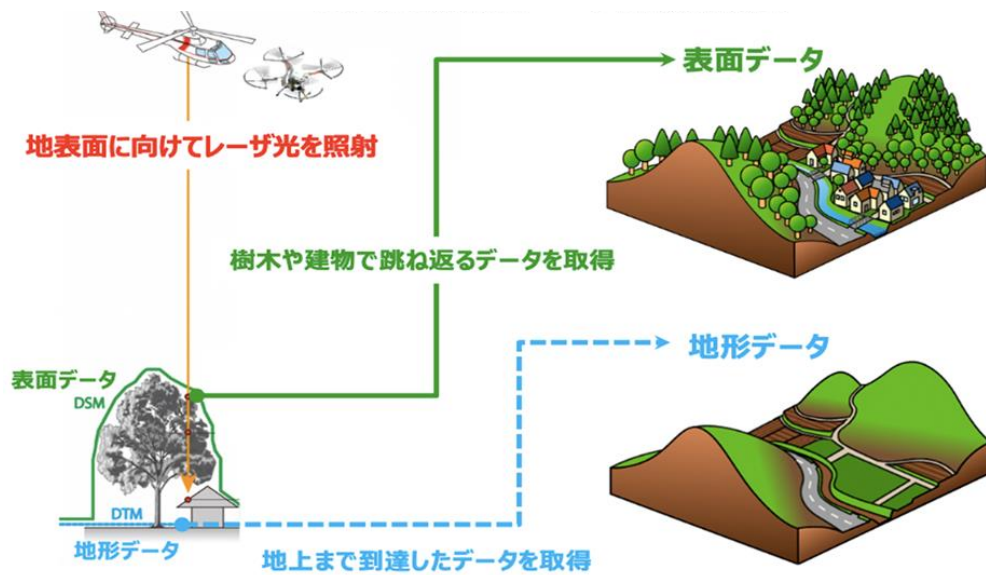 表面データ
地表面に向けてレーザ光を照射
樹木や建物で跳ね返るデータを取得
地形データ
表面データ
DSM
DTM
地形データ
地上まで到達したデータを取得